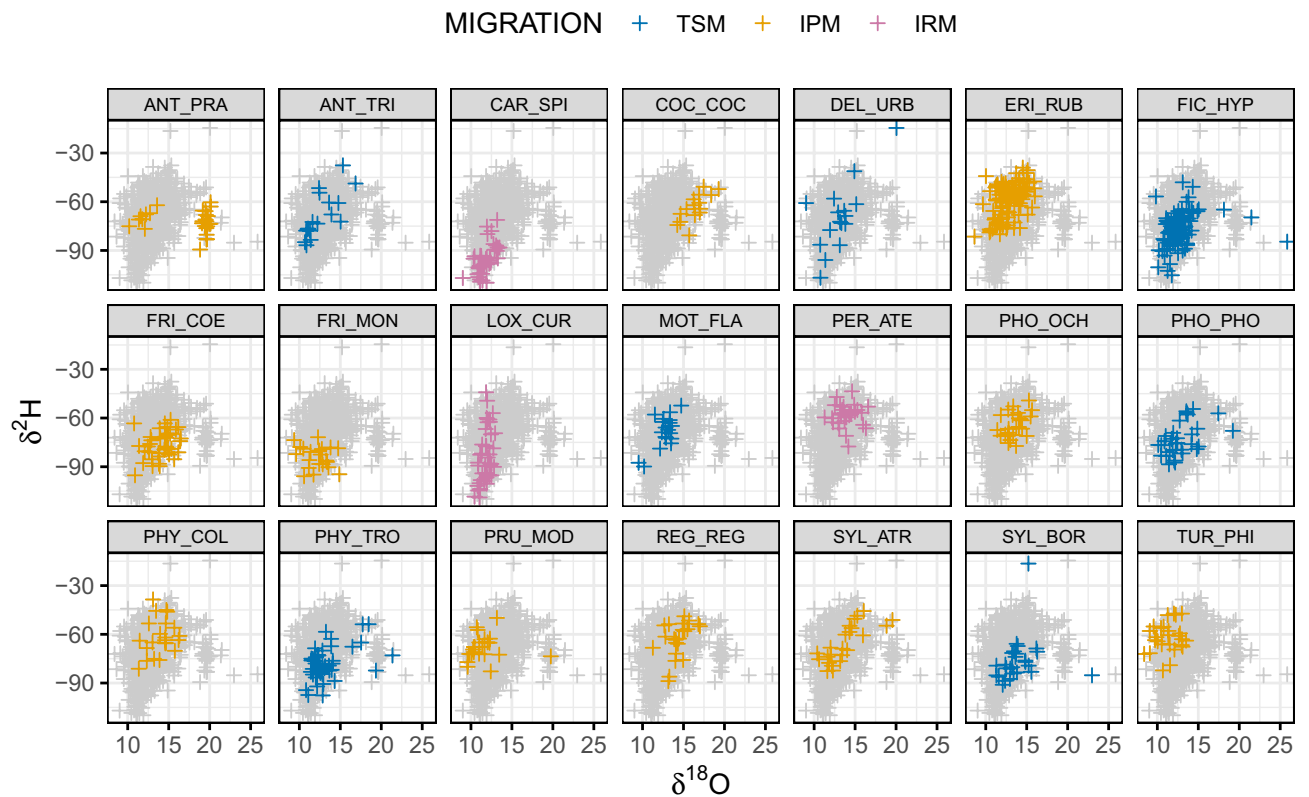 MIGRATION TSM IPM IRM
ANT_PRA ANT_TRI CAR_SPI COC_COC DEL_URB ERI_RUB FIC_HYP
−30
−60
−90
FRI_COE FRI_MON LOX_CUR MOT_FLA PER_ATE PHO_OCH PHO_PHO
−30
−60
−90
δ²H
PHY_COL PHY_TRO PRU_MOD REG_REG SYL_ATR SYL_BOR TUR_PHI
−30
−60
−90
10 15 20 25 10 15 20 25 10 15 20 25 10 15 20 25 10 15 20 25 10 15 20 25 10 15 20 25
δ¹⁸O